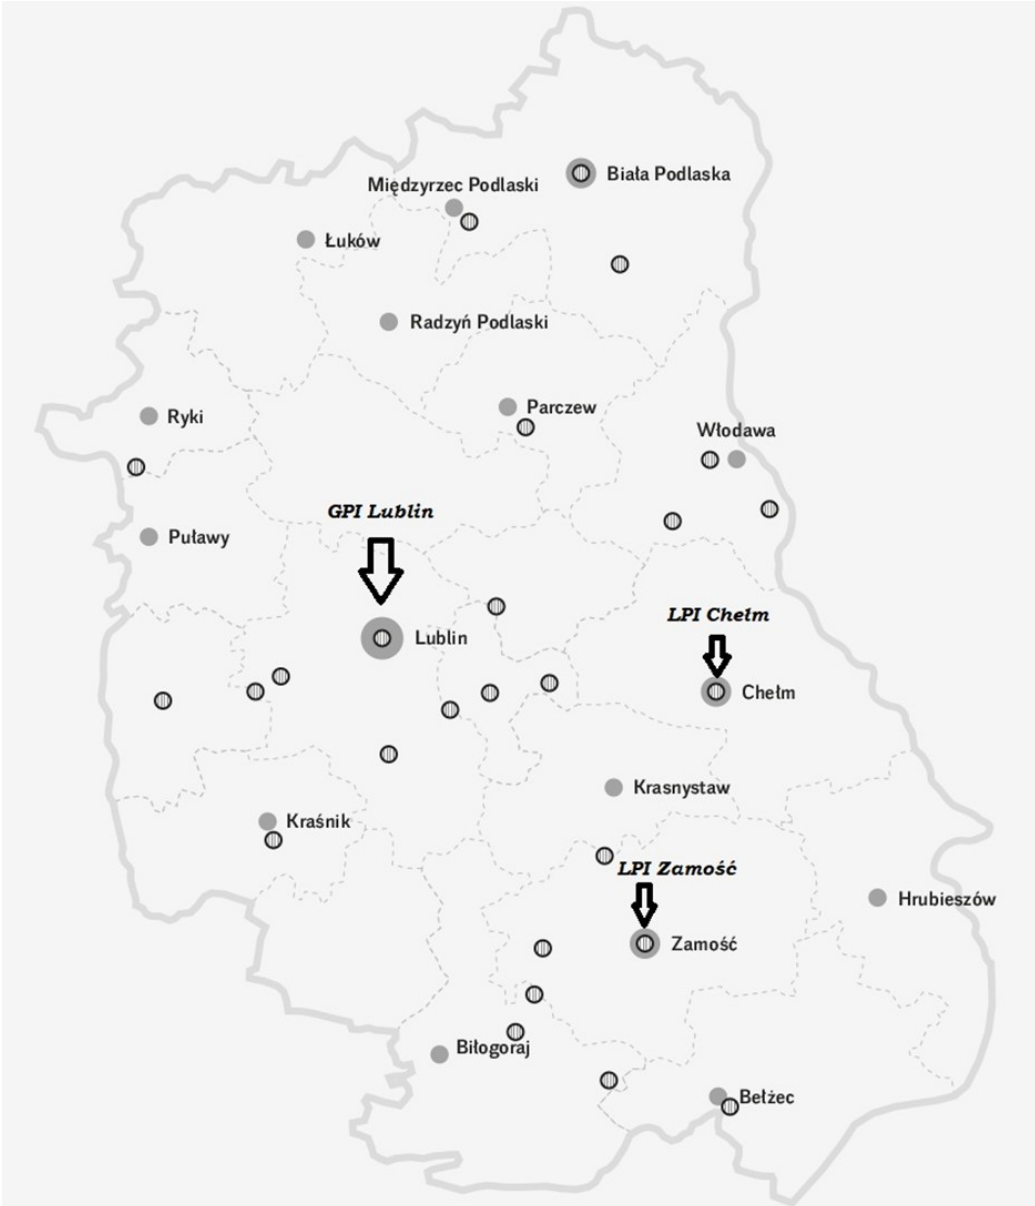 Biała Podlaska
Międzyrzec Podlaski
Łuków
Radzyń Podlaski
Parczew
Ryki
Włodawa
GPI Lublin
Puławy
LPI Chełm
Lublin
Chełm
Krasnystaw
Kraśnik
LPI Zamość
Hrubieszów
Zamość
Biłogoraj
Bełżec